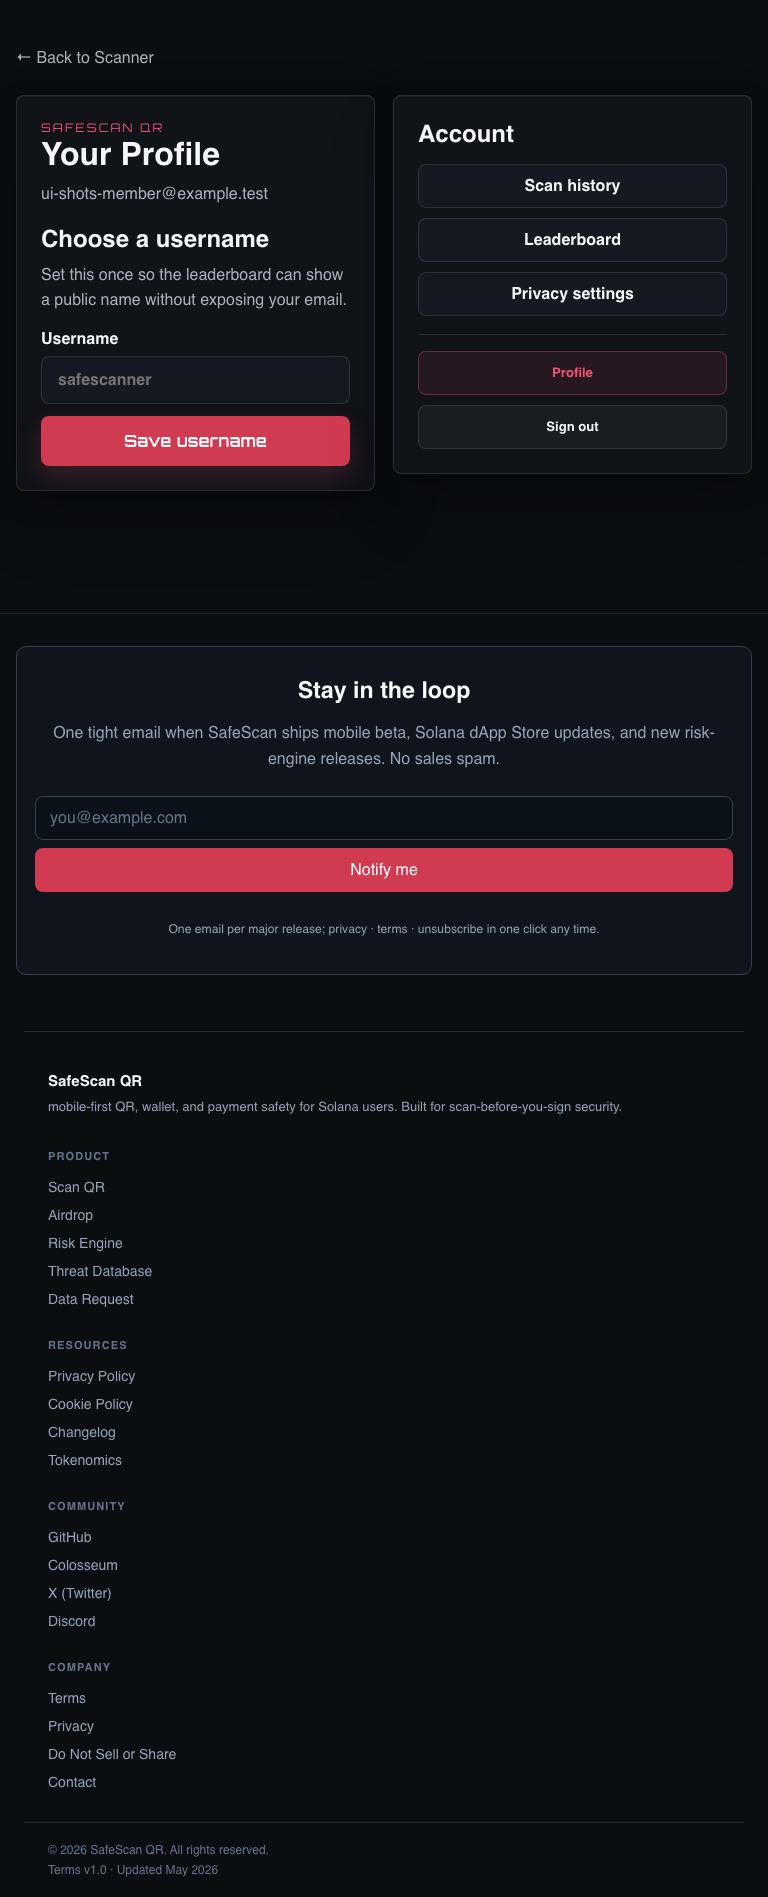 ← Back to Scanner
SAFESCAN QR
Your Profile
ui-shots-member@example.test
Choose a username
Set this once so the leaderboard can show
a public name without exposing your email.
Username
safescanner
Save username
Account
Scan history
Leaderboard
Privacy settings
Profile
Sign out
Stay in the loop
One tight email when SafeScan ships mobile beta, Solana dApp Store updates, and new risk-
engine releases. No sales spam.
you@example.com
Notify me
One email per major release; privacy · terms · unsubscribe in one click any time.
SafeScan QR
mobile-first QR, wallet, and payment safety for Solana users. Built for scan-before-you-sign security.
PRODUCT
Scan QR
Airdrop
Risk Engine
Threat Database
Data Request
RESOURCES
Privacy Policy
Cookie Policy
Changelog
Tokenomics
COMMUNITY
GitHub
Colosseum
X (Twitter)
Discord
COMPANY
Terms
Privacy
Do Not Sell or Share
Contact
© 2026 SafeScan QR. All rights reserved.
Terms v1.0 · Updated May 2026